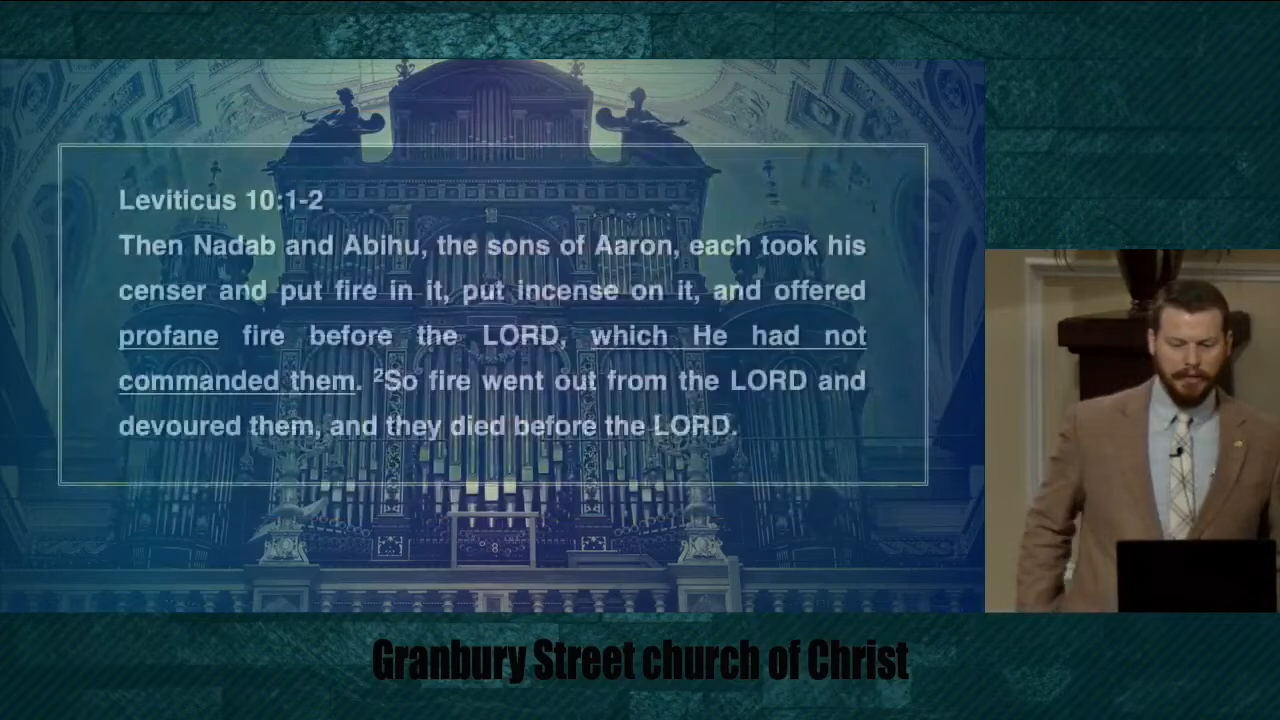 Leviticus 10:1-2
Then Nadab and Abihu, the sons of Aaron, each took his
censer and put fire in it, put incense on it, and offered
profane fire before the LORD, which He had not
commanded them. ²So fire went out from the LORD and
devoured them, and they died before the LORD.
Granbury Street church of Christ